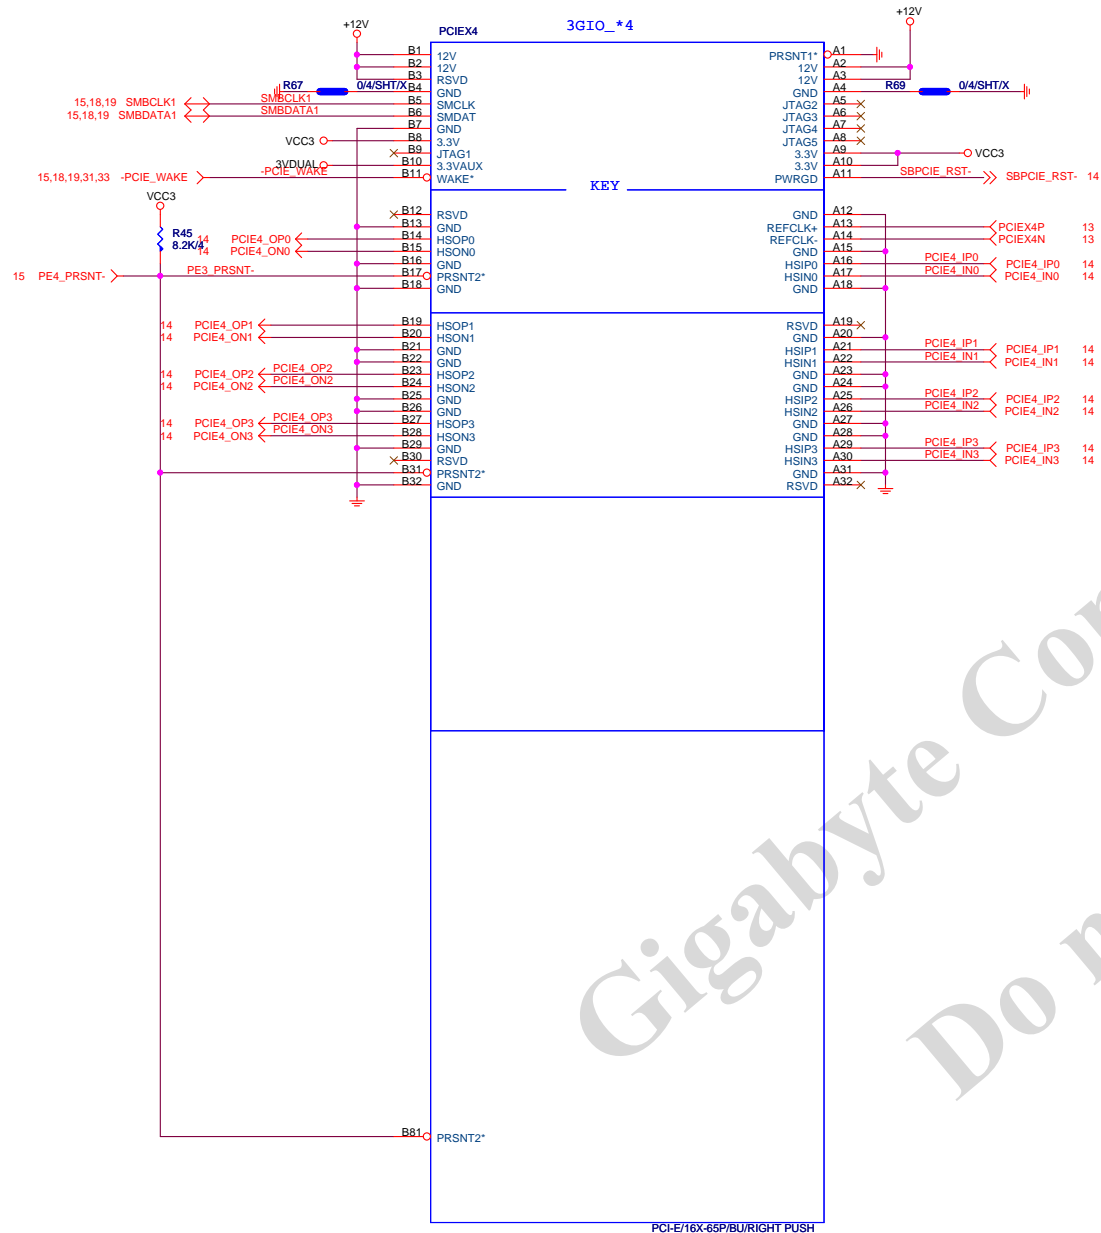 3GIO_*4
PCIEX4
+12V
+12V
B1 12V PRSNT1* A1
B2 12V 12V A2
B3 RSVD 12V A3
R67 0/4/SHT/X B4 GND GND A4 R69 0/4/SHT/X
15,18,19 SMBCLK1 SMBCLK1 B5 SMCLK JTAG2 A5
15,18,19 SMBDATA1 SMBDATA1 B6 SMDAT JTAG3 A6
B7 GND JTAG4 A7
VCC3 B8 3.3V JTAG5 A8
B9 JTAG1 3.3V A9 VCC3
3VDUAL B10 3.3VAUX 3.3V A10
15,18,19,31,33 -PCIE_WAKE -PCIE_WAKE B11 WAKE* PWRGD A11 SBPCIE_RST- SBPCIE_RST- 14
KEY
VCC3
B12 RSVD GND A12
B13 GND REFCLK+ A13 PCIEX4P 13
R45
8.2K/4
14 PCIE4_OP0 B14 HSOP0 REFCLK- A14 PCIEX4N 13
14 PCIE4_ON0 B15 HSON0 GND A15
B16 GND HSIP0 A16 PCIE4_IP0 PCIE4_IP0 14
15 PE4_PRSNT- PE3_PRSNT- B17 PRSNT2* HSIN0 A17 PCIE4_IN0 PCIE4_IN0 14
B18 GND GND A18
14 PCIE4_OP1 B19 HSOP1 RSVD A19
14 PCIE4_ON1 B20 HSON1 GND A20
B21 GND HSIP1 A21 PCIE4_IP1 PCIE4_IP1 14
B22 GND HSIN1 A22 PCIE4_IN1 PCIE4_IN1 14
14 PCIE4_OP2 PCIE4_OP2 B23 HSOP2 GND A23
14 PCIE4_ON2 PCIE4_ON2 B24 HSON2 GND A24
B25 GND HSIP2 A25 PCIE4_IP2 PCIE4_IP2 14
B26 GND HSIN2 A26 PCIE4_IN2 PCIE4_IN2 14
14 PCIE4_OP3 PCIE4_OP3 B27 HSOP3 GND A27
14 PCIE4_ON3 PCIE4_ON3 B28 HSON3 GND A28
B29 GND HSIP3 A29 PCIE4_IP3 PCIE4_IP3 14
B30 RSVD HSIN3 A30 PCIE4_IN3 PCIE4_IN3 14
B31 PRSNT2* GND A31
B32 GND RSVD A32
Gigabyte
Do
B81 PRSNT2*
PCI-E/16X-65P/BU/RIGHT PUSH